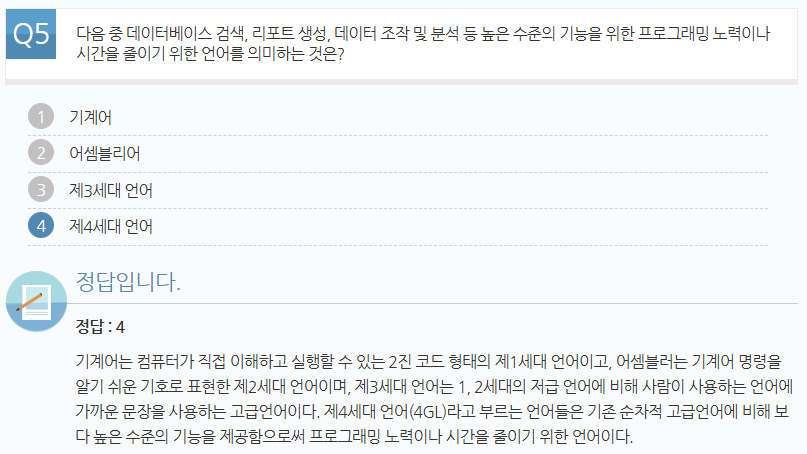 Q5
다음 중 데이터베이스 검색, 리포트 생성, 데이터 조작 및 분석 등 높은 수준의 기능을 위한 프로그래밍 노력이나
시간을 줄이기 위한 언어를 의미하는 것은?
1 기계어
2 어셈블리어
3 제3세대 언어
4 제4세대 언어
정답입니다.
정답 : 4
기계어는 컴퓨터가 직접 이해하고 실행할 수 있는 2진 코드 형태의 제1세대 언어이고, 어셈블러는 기계어 명령을
알기 쉬운 기호로 표현한 제2세대 언어이며, 제3세대 언어는 1, 2세대의 저급 언어에 비해 사람이 사용하는 언어에
가까운 문장을 사용하는 고급언어이다. 제4세대 언어(4GL)라고 부르는 언어들은 기존 순차적 고급언어에 비해 보
다 높은 수준의 기능을 제공함으로써 프로그래밍 노력이나 시간을 줄이기 위한 언어이다.